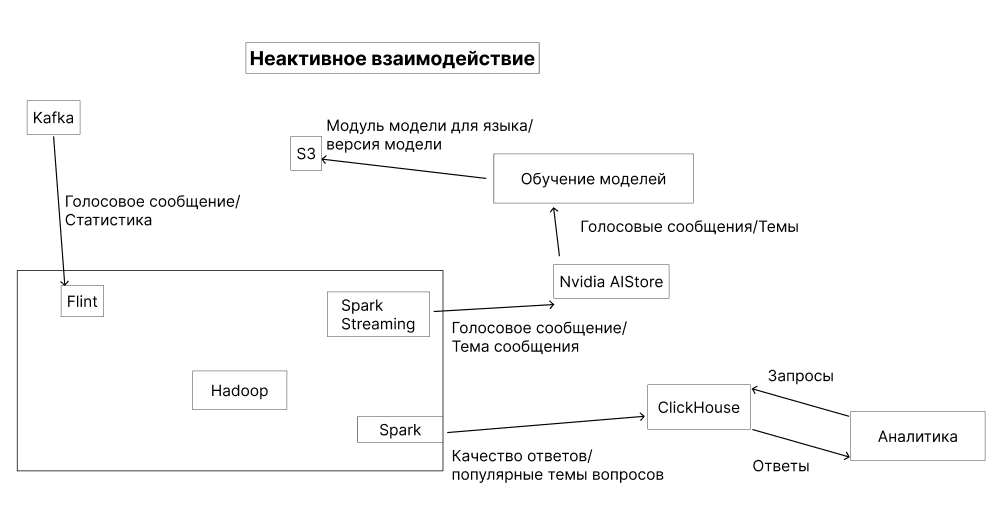 Неактивное взаимодействие
Kafka
Модуль модели для языка/
версия модели
S3
Обучение моделей
Голосовое сообщение/
Статистика
Голосовые сообщения/Темы
Nvidia AIStore
Flint
Spark
Streaming
Голосовое сообщение/
Тема сообщения
Hadoop
Запросы
ClickHouse
Spark
Аналитика
Качество ответов/
популярные темы вопросов
Ответы